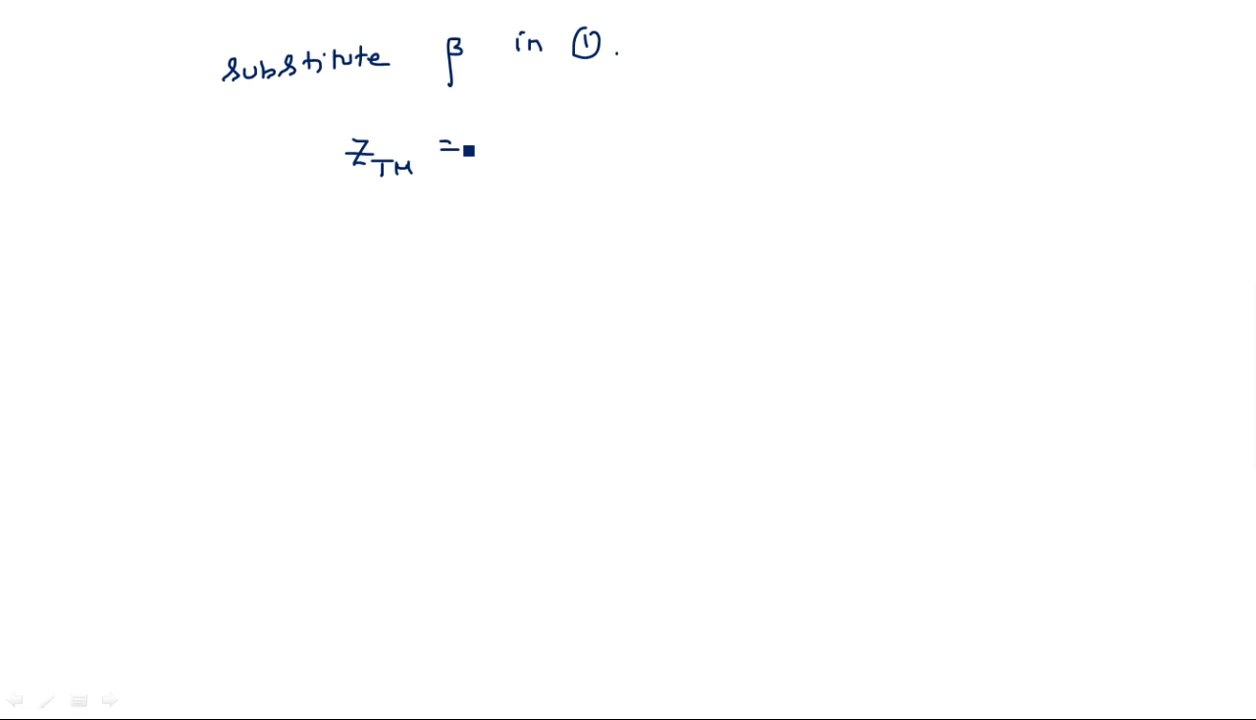 substitute β in ①.
Z_TM =